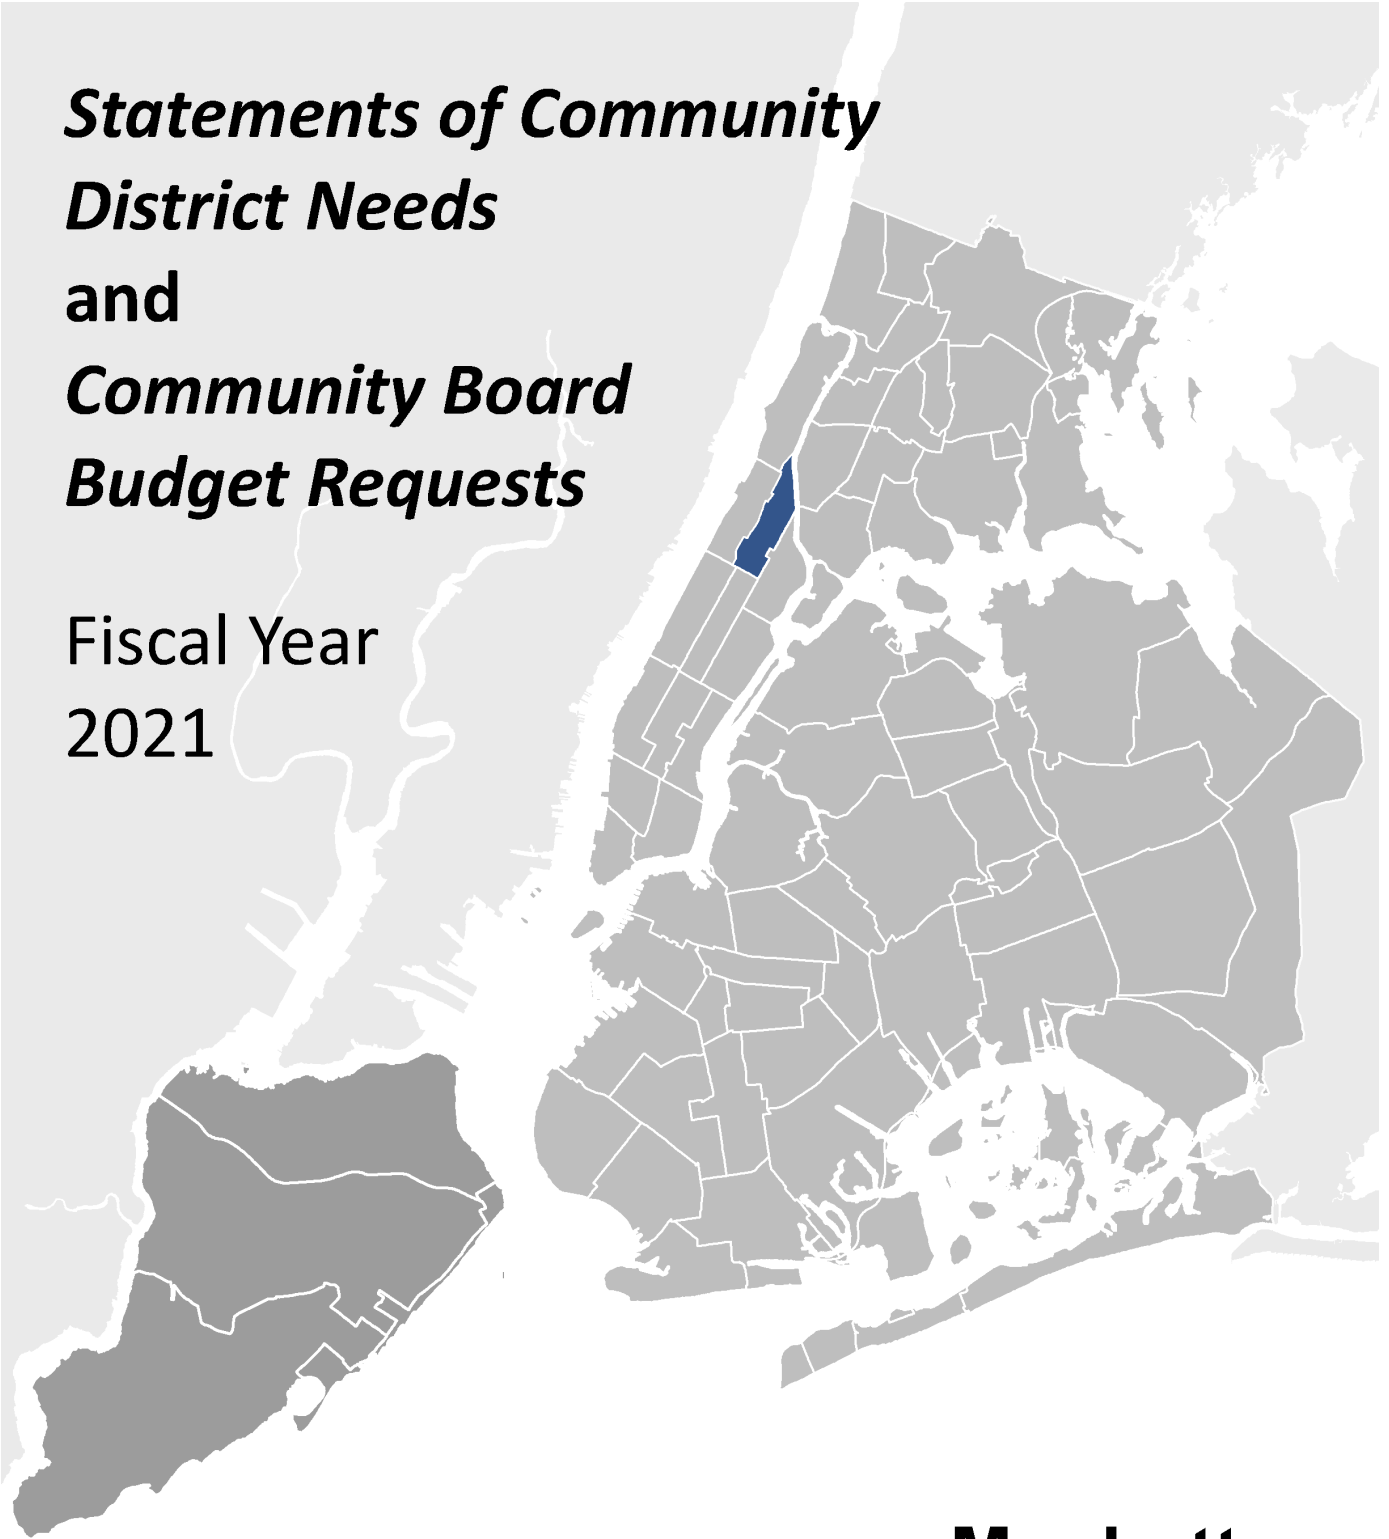 Statements of Community
District Needs
and
Community Board
Budget Requests
Fiscal Year
2021